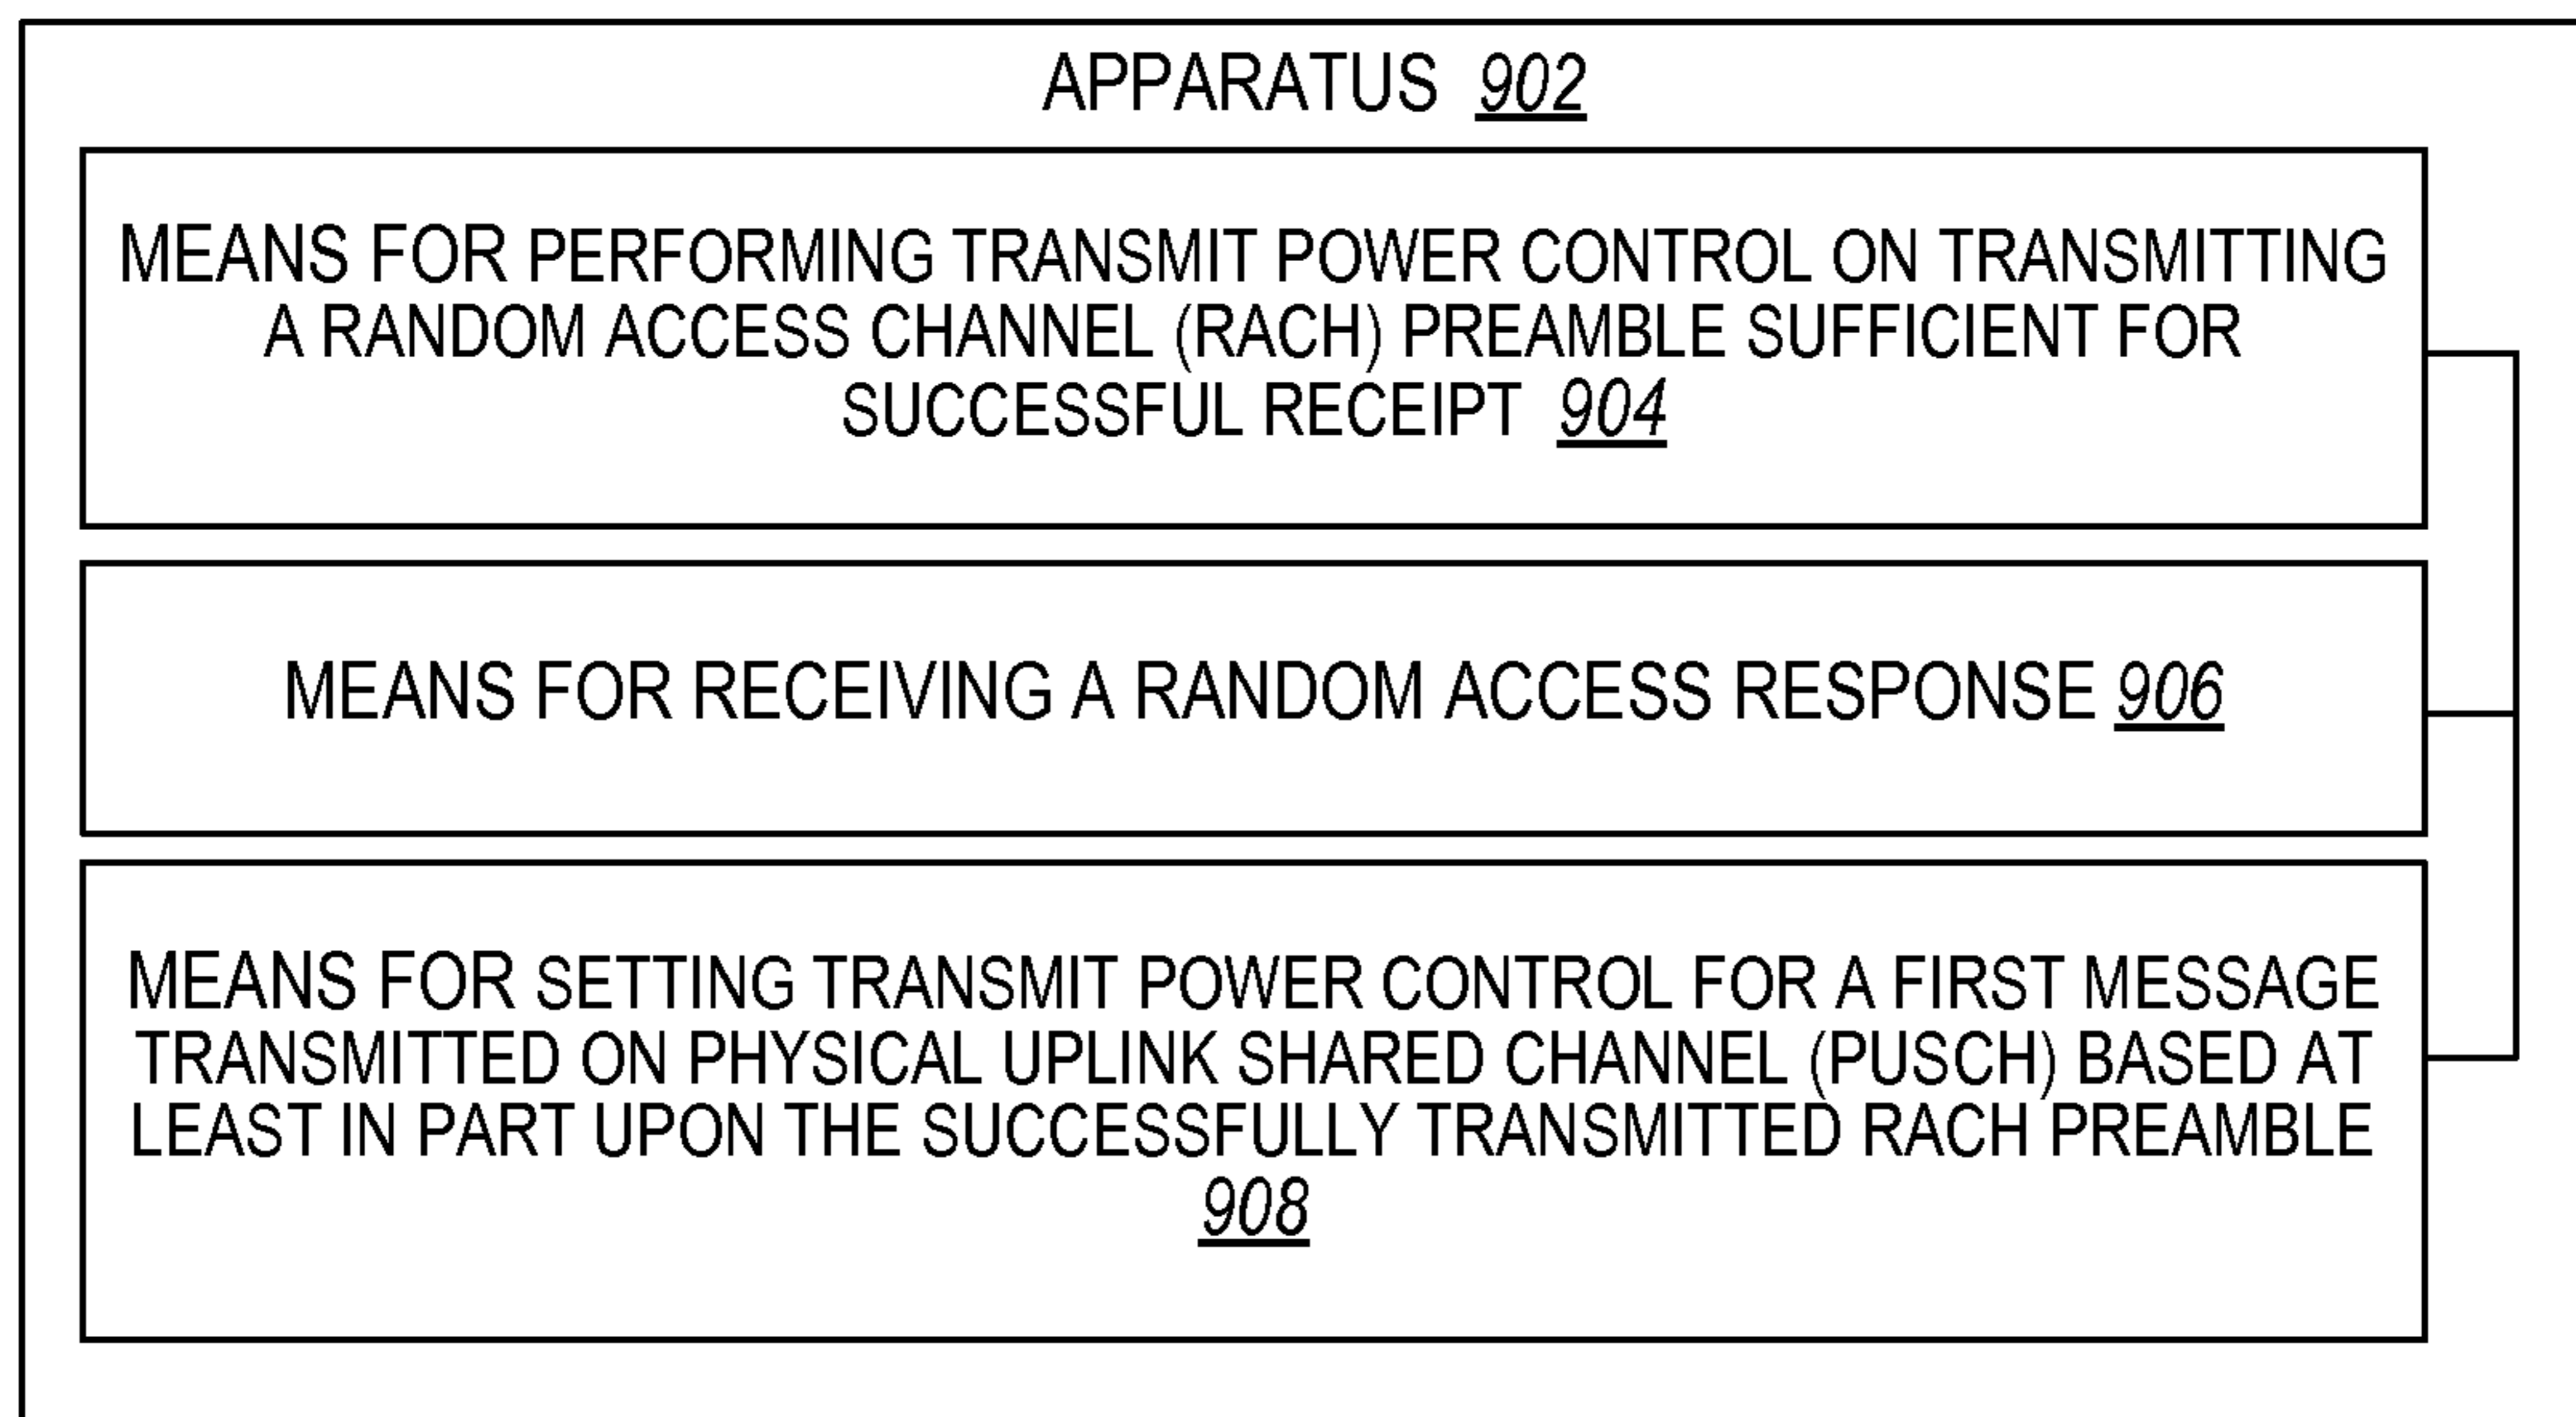 APPARATUS 902
MEANS FOR PERFORMING TRANSMIT POWER CONTROL ON TRANSMITTING
A RANDOM ACCESS CHANNEL (RACH) PREAMBLE SUFFICIENT FOR
SUCCESSFUL RECEIPT 904
MEANS FOR RECEIVING A RANDOM ACCESS RESPONSE 906
MEANS FOR SETTING TRANSMIT POWER CONTROL FOR A FIRST MESSAGE
TRANSMITTED ON PHYSICAL UPLINK SHARED CHANNEL (PUSCH) BASED AT
LEAST IN PART UPON THE SUCCESSFULLY TRANSMITTED RACH PREAMBLE
908